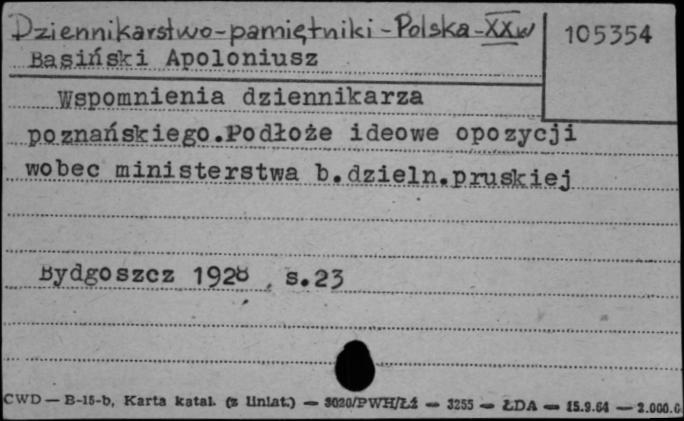 Dziennikarstwo-pamiętniki-Polska-XXw
105354
Basiński Apoloniusz
Wspomnienia dziennikarza
poznańskiego.Podłoże ideowe opozycji
wobec ministerstwa b.dzieln.pruskiej
Bydgoszcz 1928, s.23
CWD — B-15-b, Karta katal. (z liniat.) — 3020/PWH/Łż — 3255 — ŁDA — 15.9.64 — 2.000.0